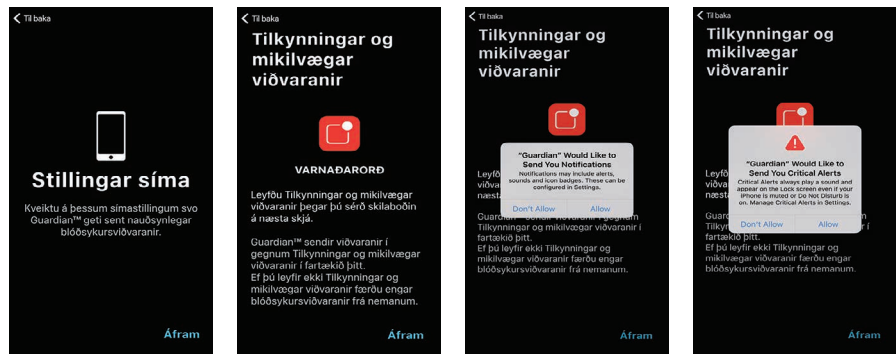 Til baka
Stillingar síma
Kveiktu á þessum símastillingum svo
Guardian™ geti sent nauðsynlegar
blóðsykursviðvaranir.
Áfram
Til baka
Tilkynningar og
mikilvægar
viðvaranir
VARNAÐARORÐ
Leyfðu Tilkynningar og mikilvægar
viðvaranir þegar þú sérð skilaboðin
á næsta skjá.
Guardian™ sendir viðvaranir í
gegnum Tilkynningar og mikilvægar
viðvaranir í fartækið þitt.
Ef þú leyfir ekki Tilkynningar og
mikilvægar viðvaranir færðu engar
blóðsykursviðvaranir frá nemanum.
Áfram
Til baka
Tilkynningar og
mikilvægar
viðvaranir
"Guardian" Would Like to
Send You Notifications
Notifications may include alerts,
sounds and icon badges. These can be
configured in Settings.
Don't Allow Allow
Tilkynningar og mikilvægar
viðvaranir í fartækið þitt.
Ef þú leyfir ekki Tilkynningar og
mikilvægar viðvaranir færðu engar
blóðsykursviðvaranir frá nemanum.
Áfram
Til baka
Tilkynningar og
mikilvægar
viðvaranir
"Guardian" Would Like to
Send You Critical Alerts
Critical Alerts always play a sound and
appear on the Lock screen even if your
iPhone is muted or Do Not Disturb is
on. Manage Critical Alerts in Settings.
Don't Allow Allow
fartækið þitt.
Ef þú leyfir ekki Tilkynningar og
mikilvægar viðvaranir færðu engar
blóðsykursviðvaranir frá nemanum.
Áfram